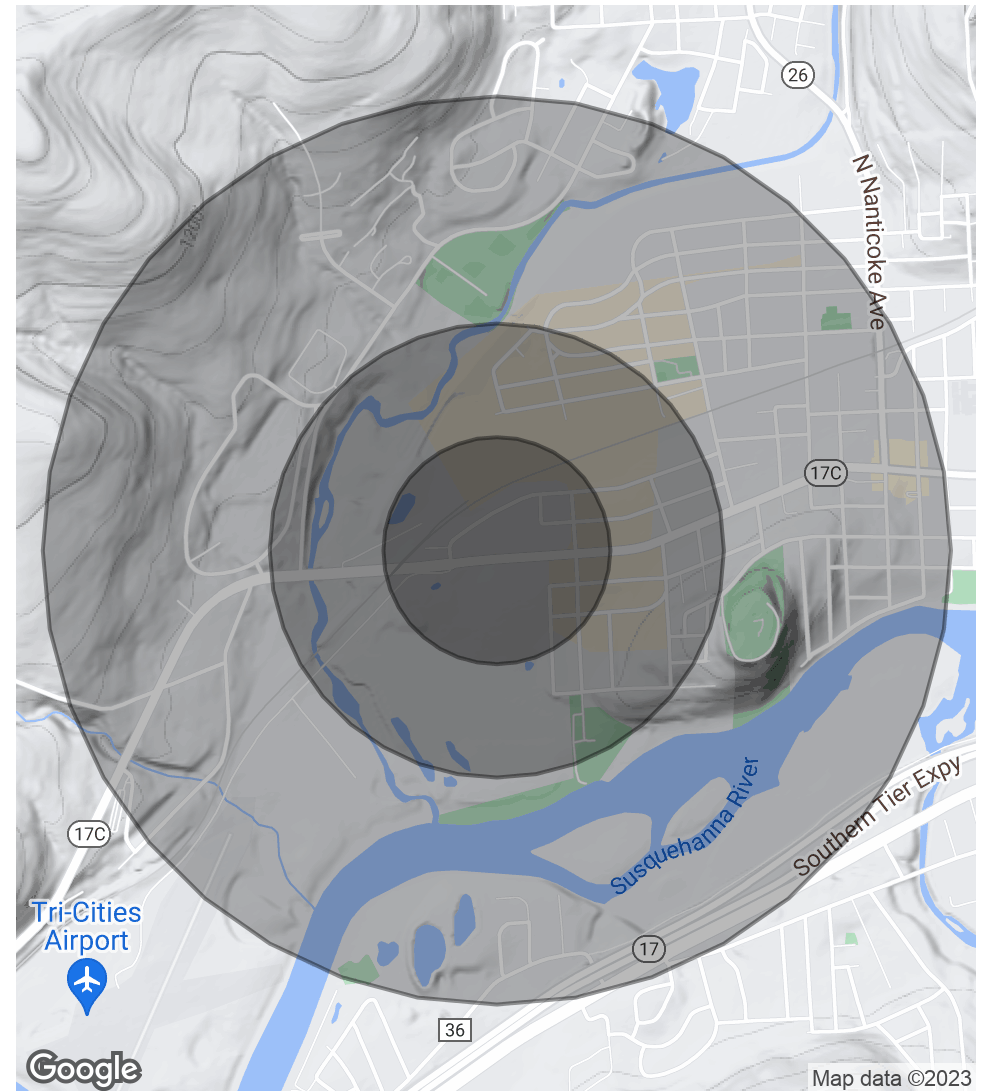 26
N Nanticoke Ave
1200
17C
Susquehanna River
Southern Tier Expy
17C
Tri-Cities
Airport
17
36
Google
Map data ©2023